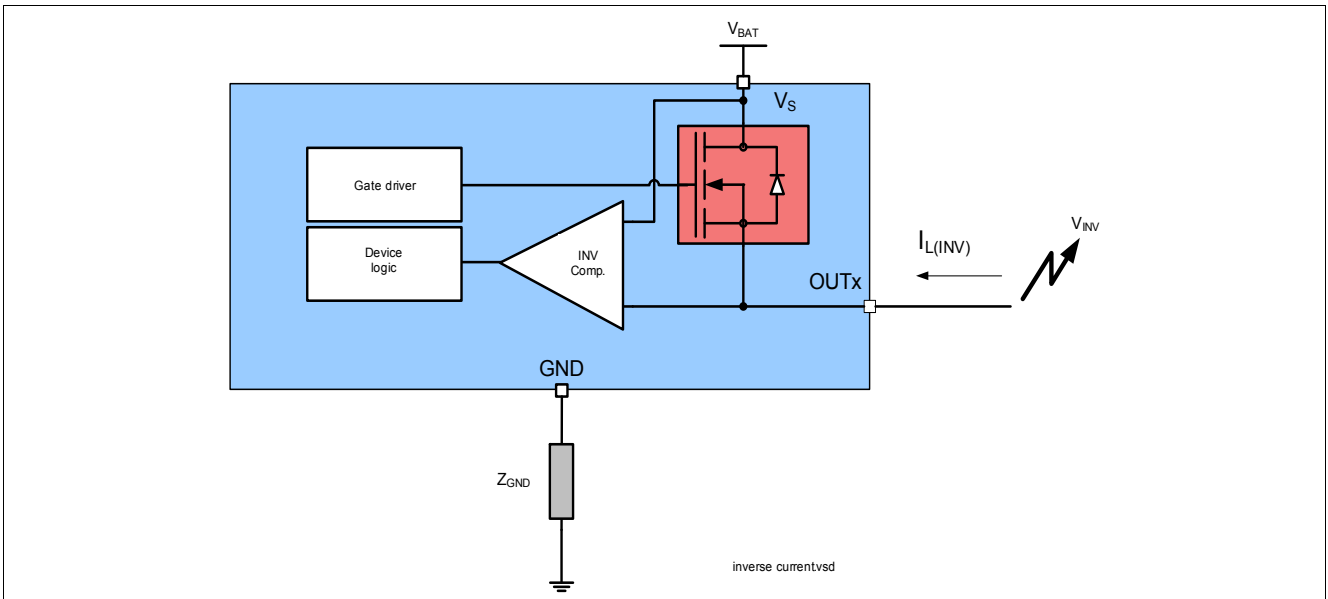 VBAT
VS
Gate driver
Device
logic
INV
Comp.
IL(INV)
VINV
OUTx
GND
ZGND
inverse current.vsd